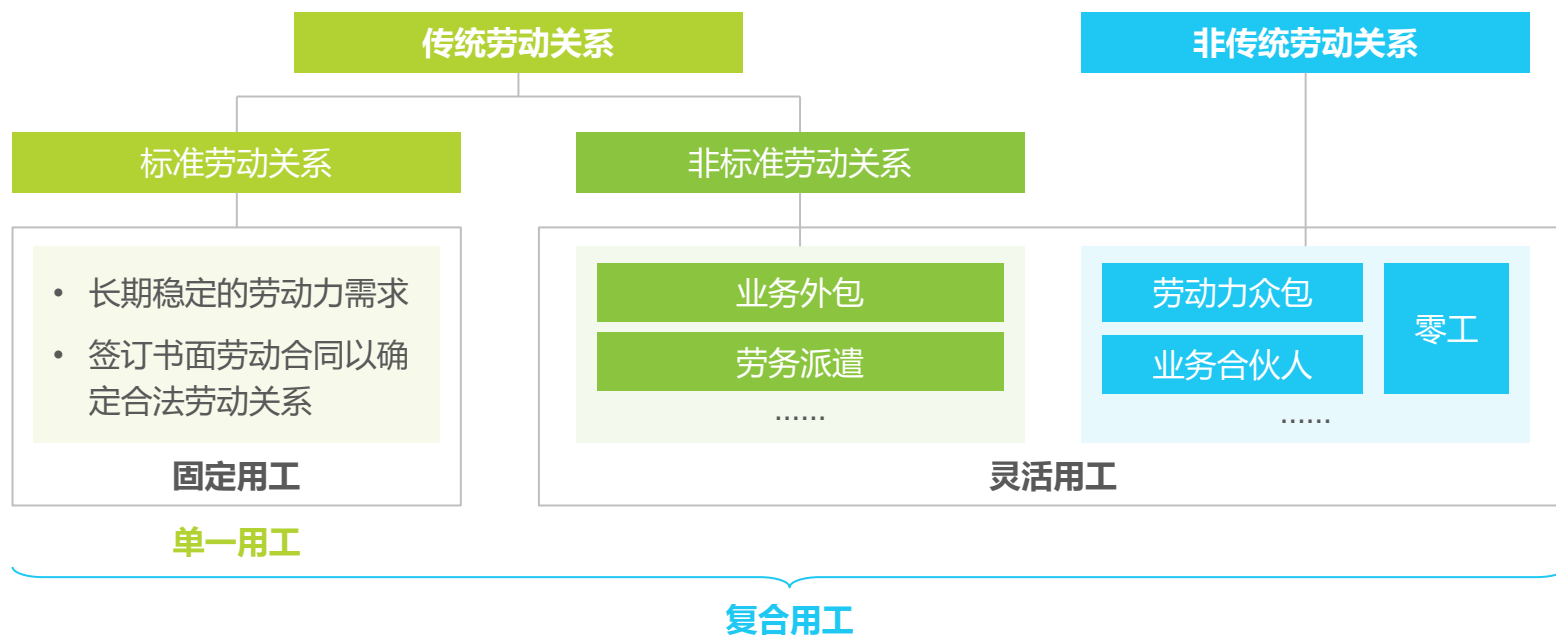 传统劳动关系
非传统劳动关系
标准劳动关系
非标准劳动关系
• 长期稳定的劳动力需求
• 签订书面劳动合同以确
定合法劳动关系
固定用工
单一用工
业务外包
劳务派遣
......
劳动力众包
业务合伙人
零工
......
灵活用工
复合用工